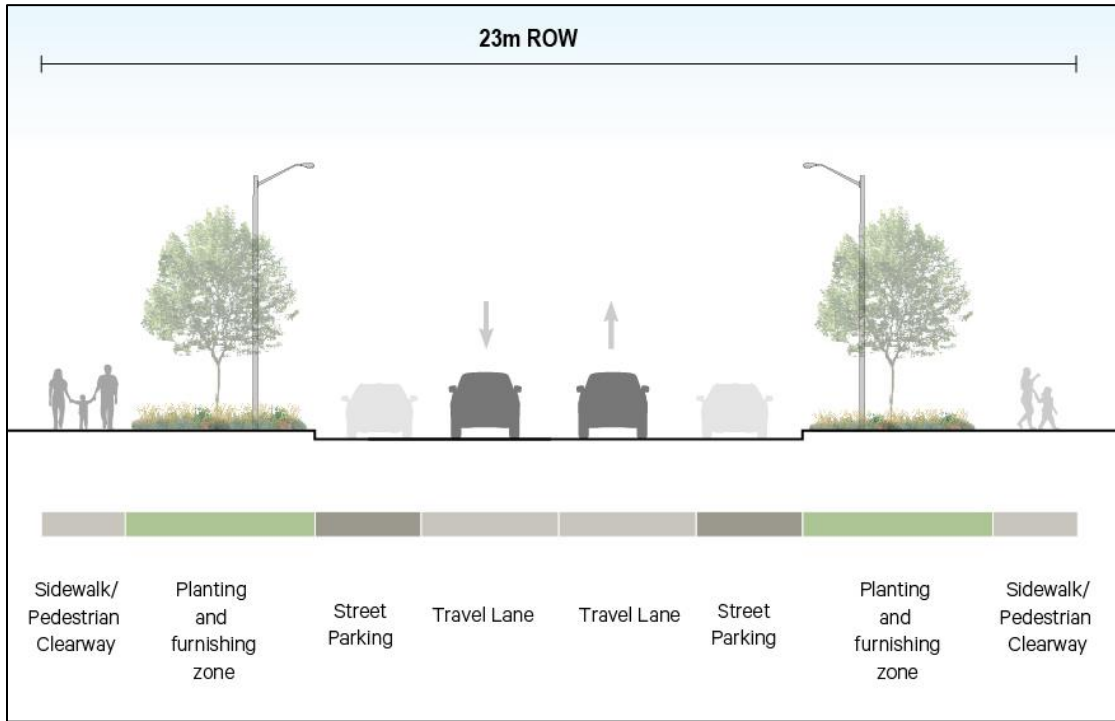 23m ROW
Sidewalk/
Pedestrian
Clearway
Planting
and
furnishing
zone
Street
Parking
Travel Lane
Travel Lane
Street
Parking
Planting
and
furnishing
zone
Sidewalk/
Pedestrian
Clearway